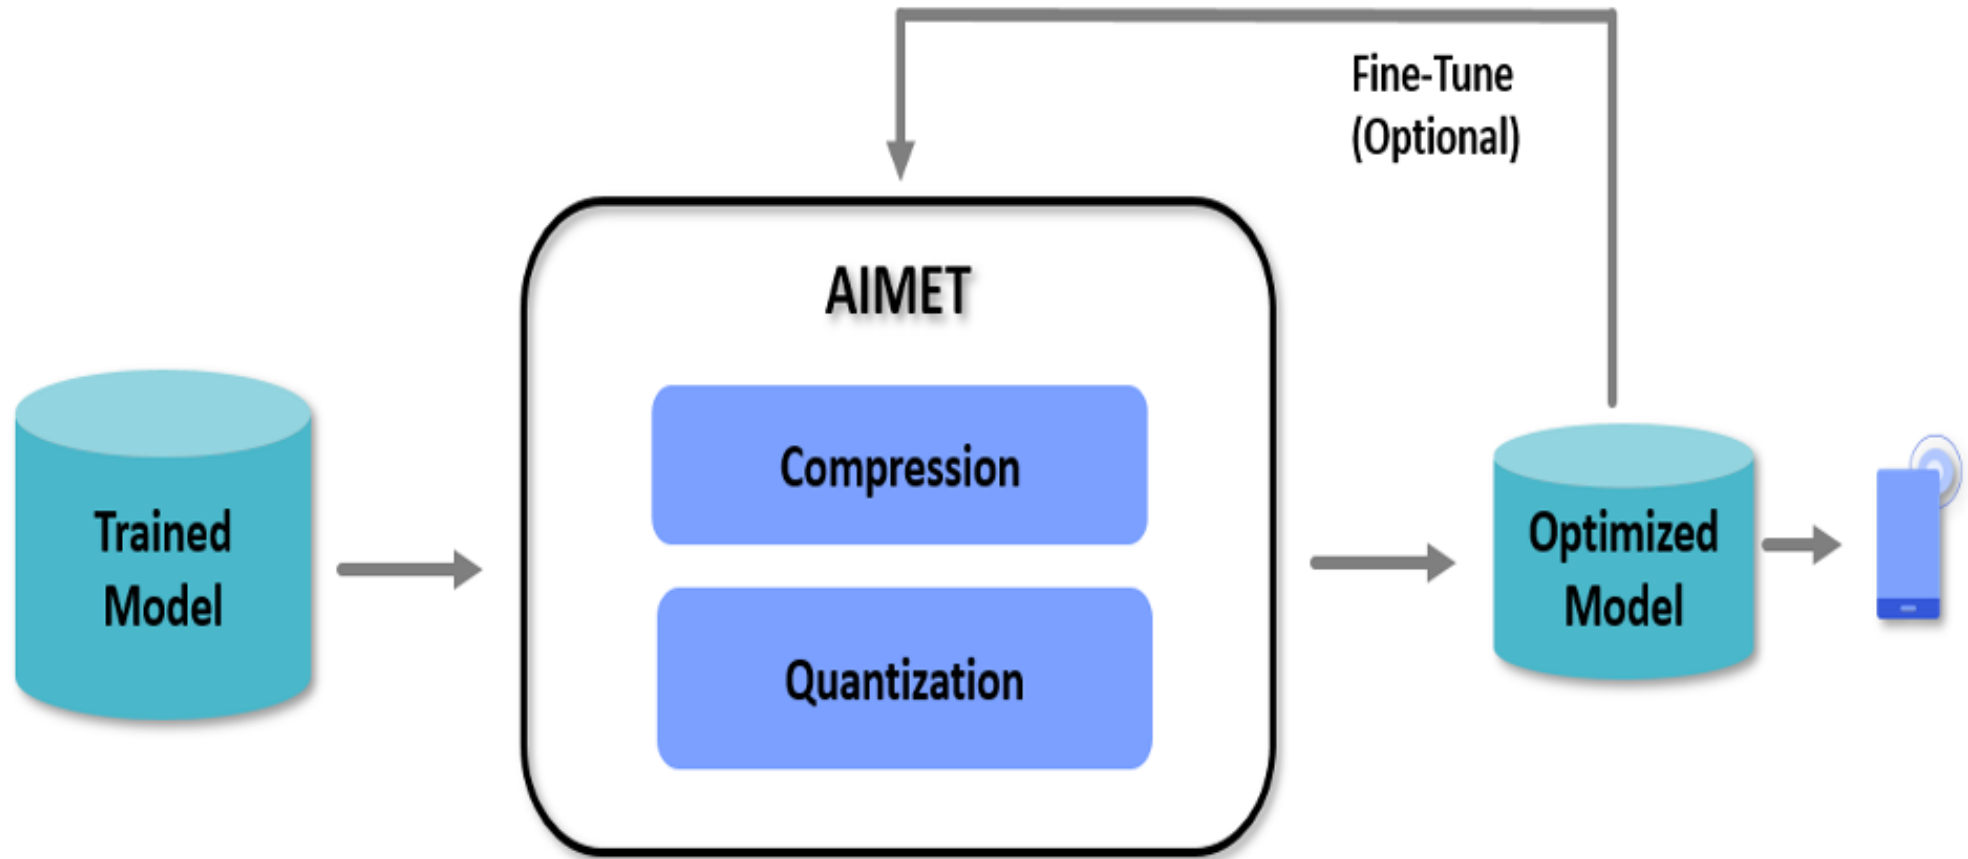 Fine-Tune
(Optional)
AIMET
Compression
Quantization
Trained
Model
Optimized
Model